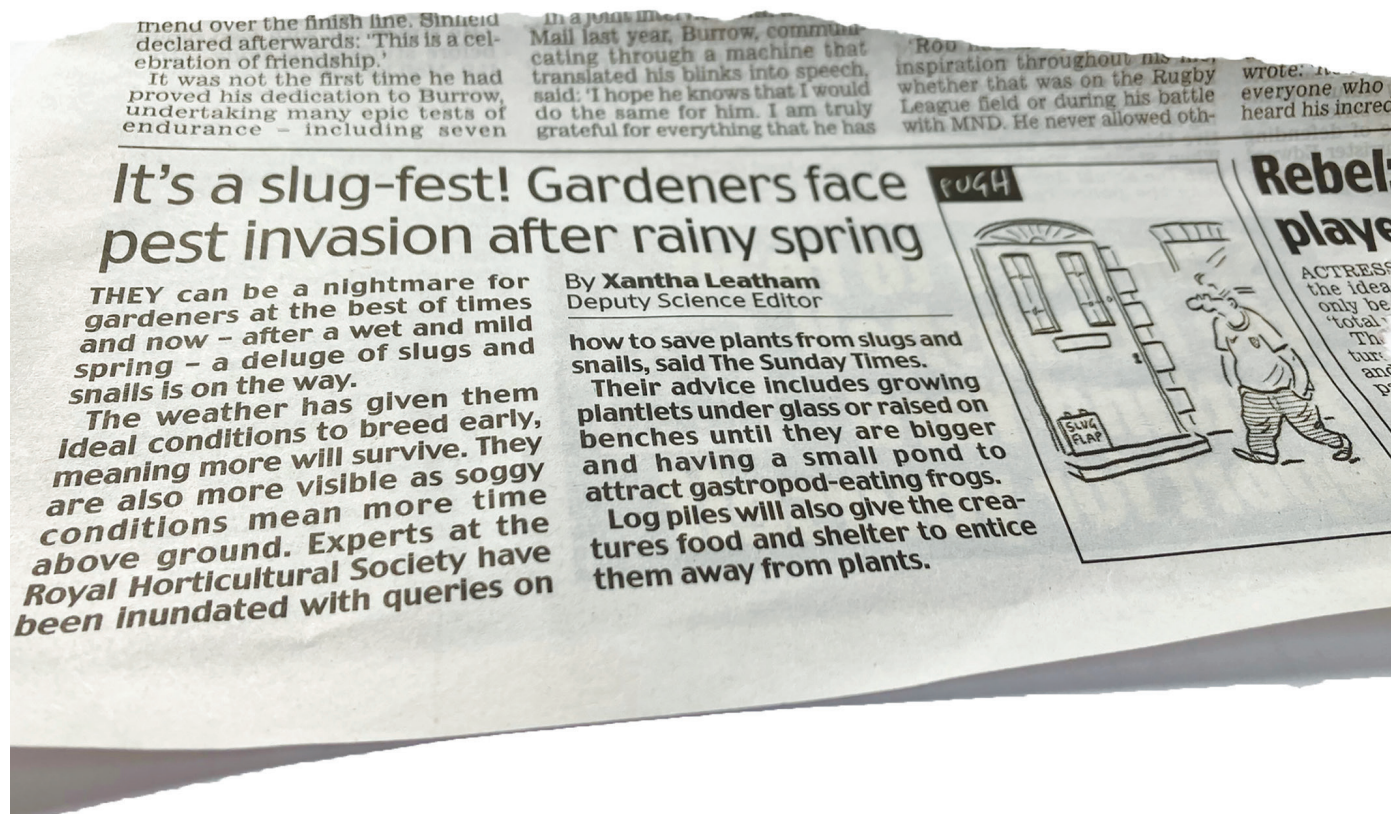 friend over the finish line. Sinfield
declared afterwards: 'This is a cel-
ebration of friendship.'
It was not the first time he had
proved his dedication to Burrow,
undertaking many epic tests of
endurance – including seven
In a joint
Mail last year, Burrow, communi-
cating through a machine that
translated his blinks into speech,
said: 'I hope he knows that I would
do the same for him. I am truly
grateful for everything that he has
'Rob
inspiration throughout his
whether that was on the Rugby
League field or during his battle
with MND. He never allowed oth-
wrote:
everyone who
heard his
It's a slug-fest! Gardeners face
pest invasion after rainy spring
THEY can be a nightmare for
gardeners at the best of times
and now – after a wet and mild
spring – a deluge of slugs and
snails is on the way.
The weather has given them
ideal conditions to breed early,
meaning more will survive. They
are also more visible as soggy
conditions mean more time
above ground. Experts at the
Royal Horticultural Society have
been inundated with queries on
By Xantha Leatham
Deputy Science Editor
how to save plants from slugs and
snails, said The Sunday Times.
Their advice includes growing
plantlets under glass or raised on
benches until they are bigger
and having a small pond to
attract gastropod-eating frogs.
Log piles will also give the crea-
tures food and shelter to entice
them away from plants.
PUGH
SLUG
FLAP
Rebel
ACTRESS
the idea
only be
'total
and